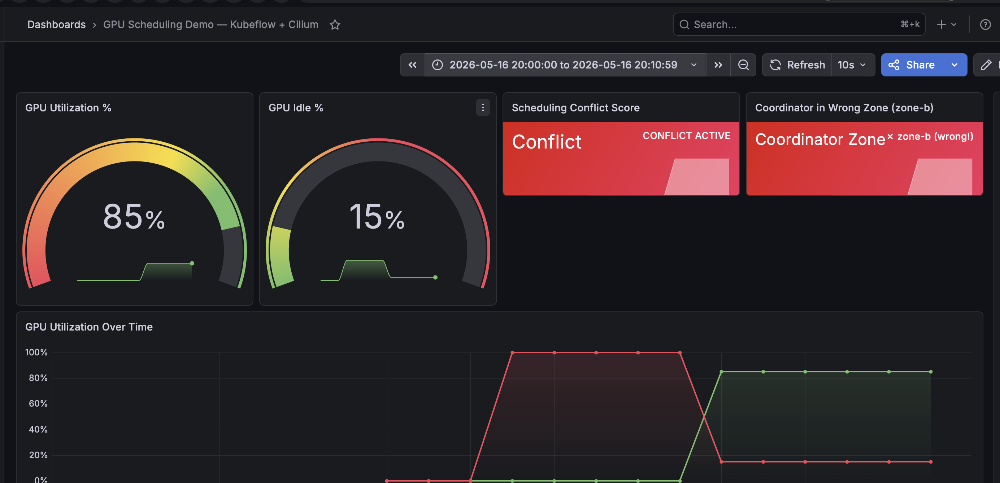 Dashboards › GPU Scheduling Demo — Kubeflow + Cilium
Search... ⌘+k
2026-05-16 20:00:00 to 2026-05-16 20:10:59
Refresh 10s
Share
GPU Utilization %
85%
GPU Idle %
15%
Scheduling Conflict Score
Conflict
CONFLICT ACTIVE
Coordinator in Wrong Zone (zone-b)
Coordinator Zone
× zone-b (wrong!)
GPU Utilization Over Time
100%
80%
60%
40%
20%
0%